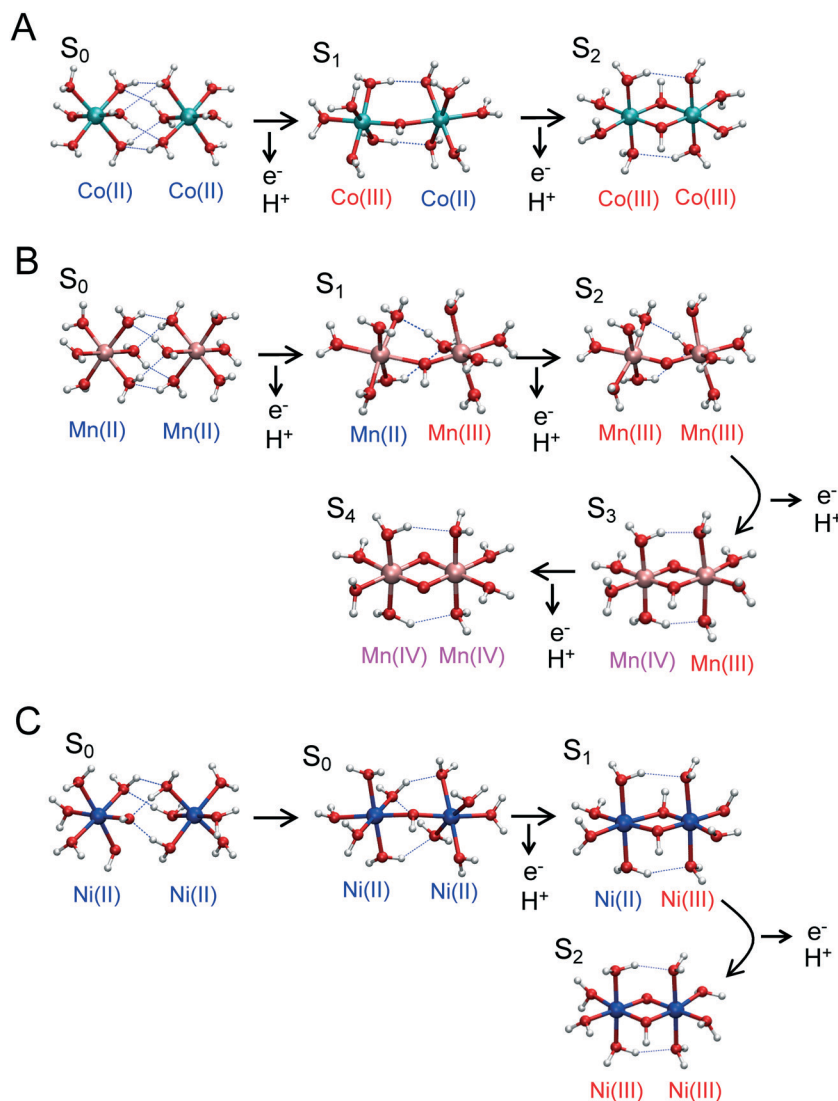 A
S0 S1 S2
e- e-
H+ H+
Co(II) Co(II) Co(III) Co(II) Co(III) Co(III)
B
S0 S1 S2
e- e-
H+ H+
Mn(II) Mn(II) Mn(II) Mn(III) Mn(III) Mn(III)
e-
H+
S4 S3
e-
H+
Mn(IV) Mn(IV) Mn(IV) Mn(III)
C
S0 S0 S1
e-
H+
Ni(II) Ni(II) Ni(II) Ni(II) Ni(II) Ni(III)
e-
H+
S2
Ni(III) Ni(III)